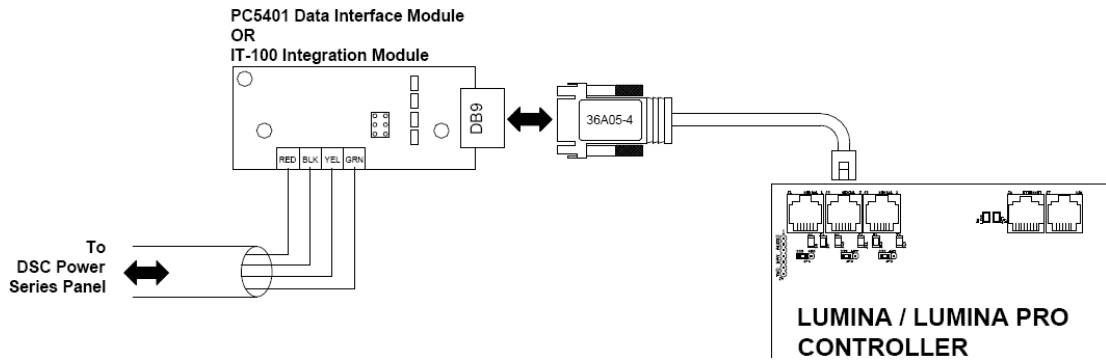 PC5401 Data Interface Module
OR
IT-100 Integration Module
DB9
36A05-4
RED BLK YEL GRN
To
DSC Power
Series Panel
LUMINA / LUMINA PRO
CONTROLLER